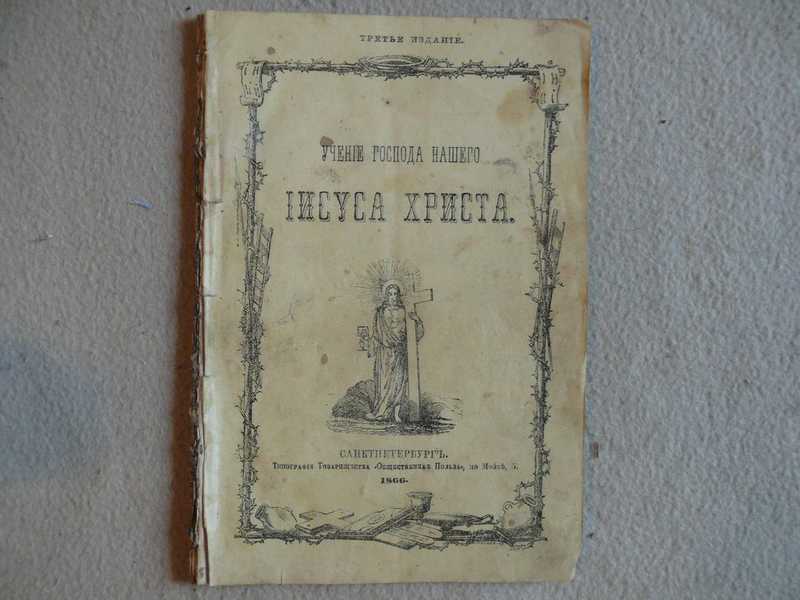 ТРЕТЬЕ ИЗДАНІЕ.
УЧЕНІЕ ГОСПОДА НАШЕГО
ІИСУСА ХРИСТА.
САНКТПЕТЕРБУРГЪ.
Типографія Товарищества «Общественная Польза», по Мойкѣ, 5.
1866.